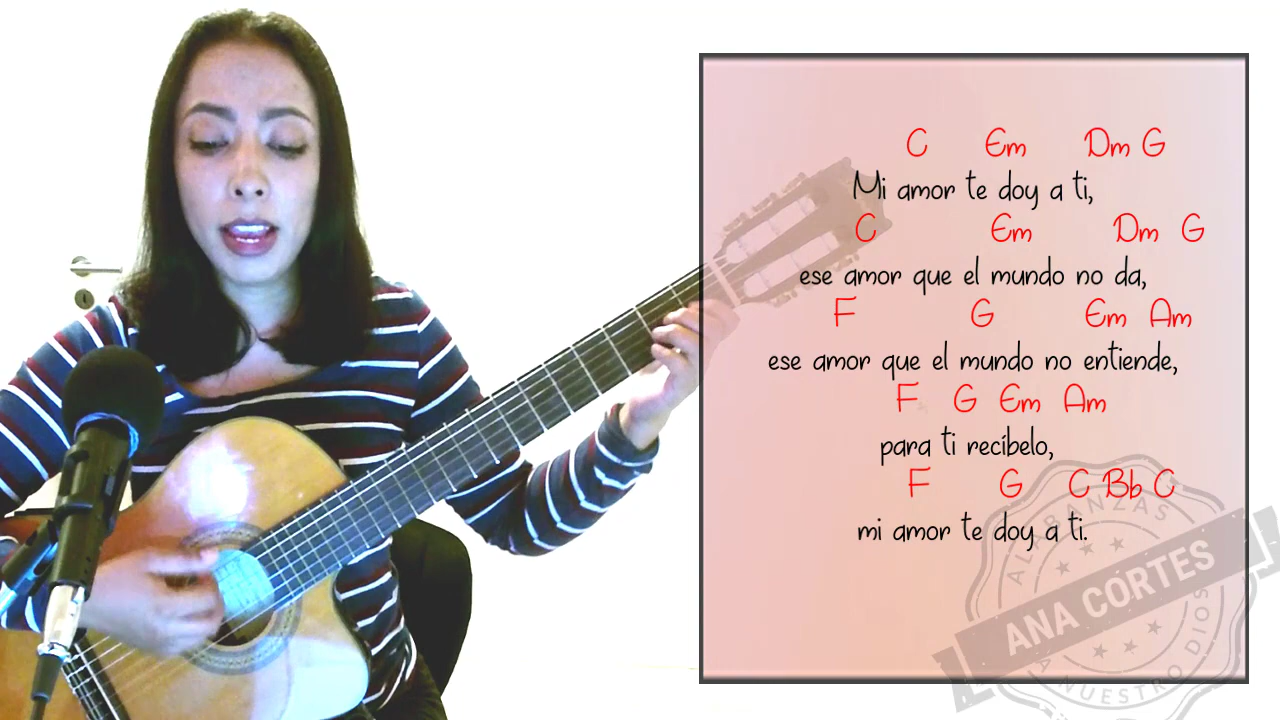 C Em Dm G
Mi amor te doy a ti,
C Em Dm G
ese amor que el mundo no da,
F G Em Am
ese amor que el mundo no entiende,
F G Em Am
para ti recíbelo,
F G C Bb C
mi amor te doy a ti.
ALABANZAS
ANA CÓRTES
A NUESTRO DIOS